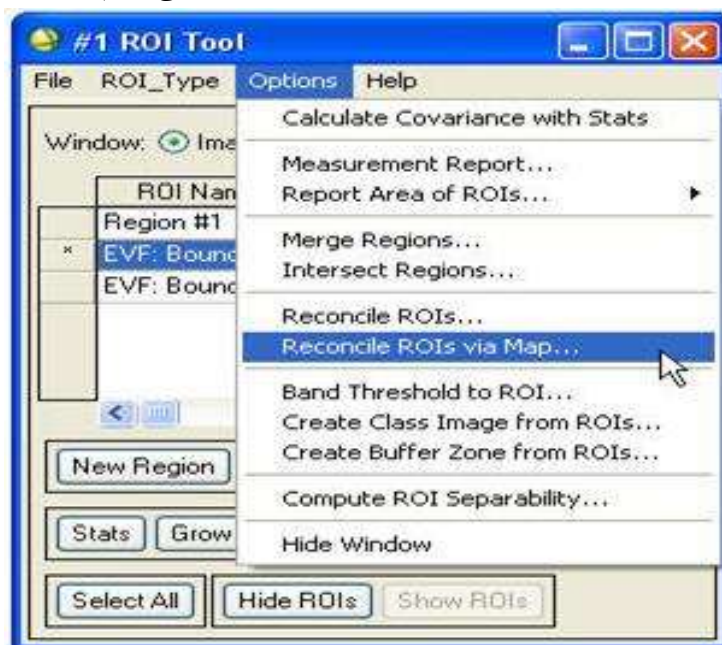 #1 ROI Tool
File ROI_Type Options Help
Calculate Covariance with Stats
Measurement Report...
Report Area of ROIs...
Merge Regions...
Intersect Regions...
Reconcile ROIs...
Reconcile ROIs via Map...
Band Threshold to ROI...
Create Class Image from ROIs...
Create Buffer Zone from ROIs...
Compute ROI Separability...
Hide Window
Window: Ima
ROI Nam
Region #1
* EVF: Bound
EVF: Bound
New Region
Stats Grow
Select All Hide ROIs Show ROIs